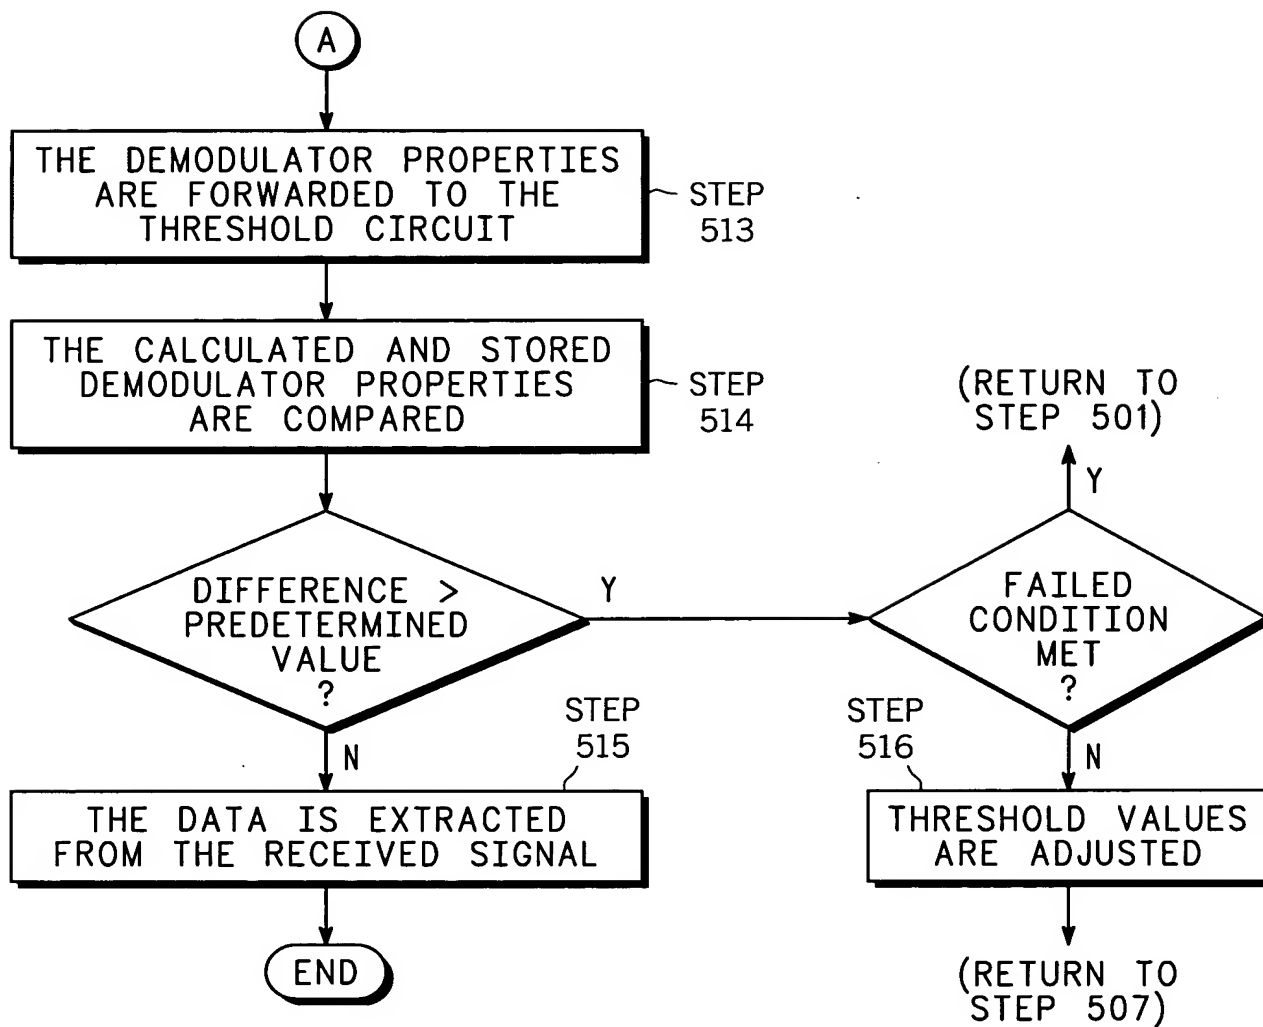 A
THE DEMODULATOR PROPERTIES
ARE FORWARDED TO THE
THRESHOLD CIRCUIT
STEP
513
THE CALCULATED AND STORED
DEMODULATOR PROPERTIES
ARE COMPARED
STEP
514
DIFFERENCE >
PREDETERMINED
VALUE
?
Y
N
(RETURN TO
STEP 501)
Y
FAILED
CONDITION
MET
?
N
STEP
515
THE DATA IS EXTRACTED
FROM THE RECEIVED SIGNAL
END
STEP
516
THRESHOLD VALUES
ARE ADJUSTED
(RETURN TO
STEP 507)